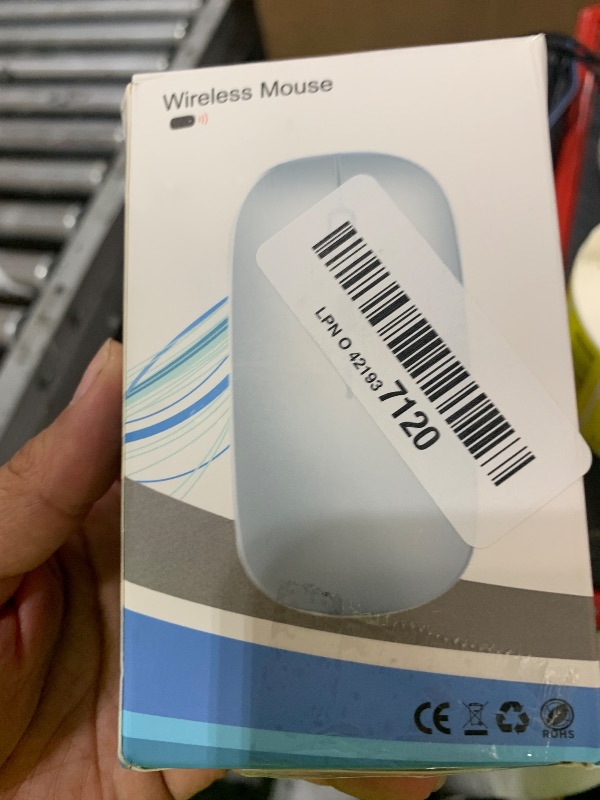 Wireless Mouse
LPN O 42193 7120
CE
ROHS